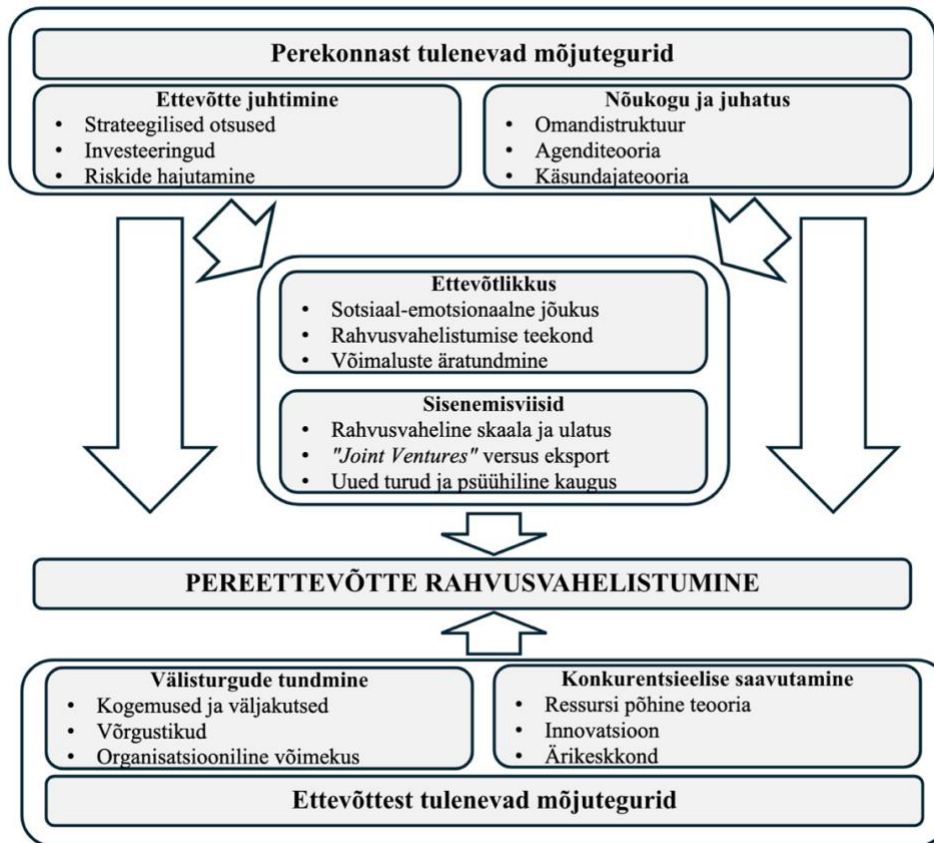 Perekonnast tulenevad mõjutegurid
Ettevõtte juhtimine
• Strateegilised otsused
• Investeeringud
• Riskide hajutamine
Nõukogu ja juhatus
• Omandistruktuur
• Agenditeooria
• Käsundajateooria
Ettevõtlikkus
• Sotsiaal-emotsionaalne jõukus
• Rahvusvahelistumise teekond
• Võimaluste äratundmine
Sisenemisviisid
• Rahvusvaheline skaala ja ulatus
• "Joint Ventures" versus eksport
• Uued turud ja psüühiline kaugus
PEREETTEVÕTTE RAHVUSVAHELISTUMINE
Välisturgude tundmine
• Kogemused ja väljakutsed
• Võrgustikud
• Organisatsiooniline võimekus
Konkurentsieelise saavutamine
• Ressursi põhine teooria
• Innovatsioon
• Ärikeskkond
Ettevõttest tulenevad mõjutegurid